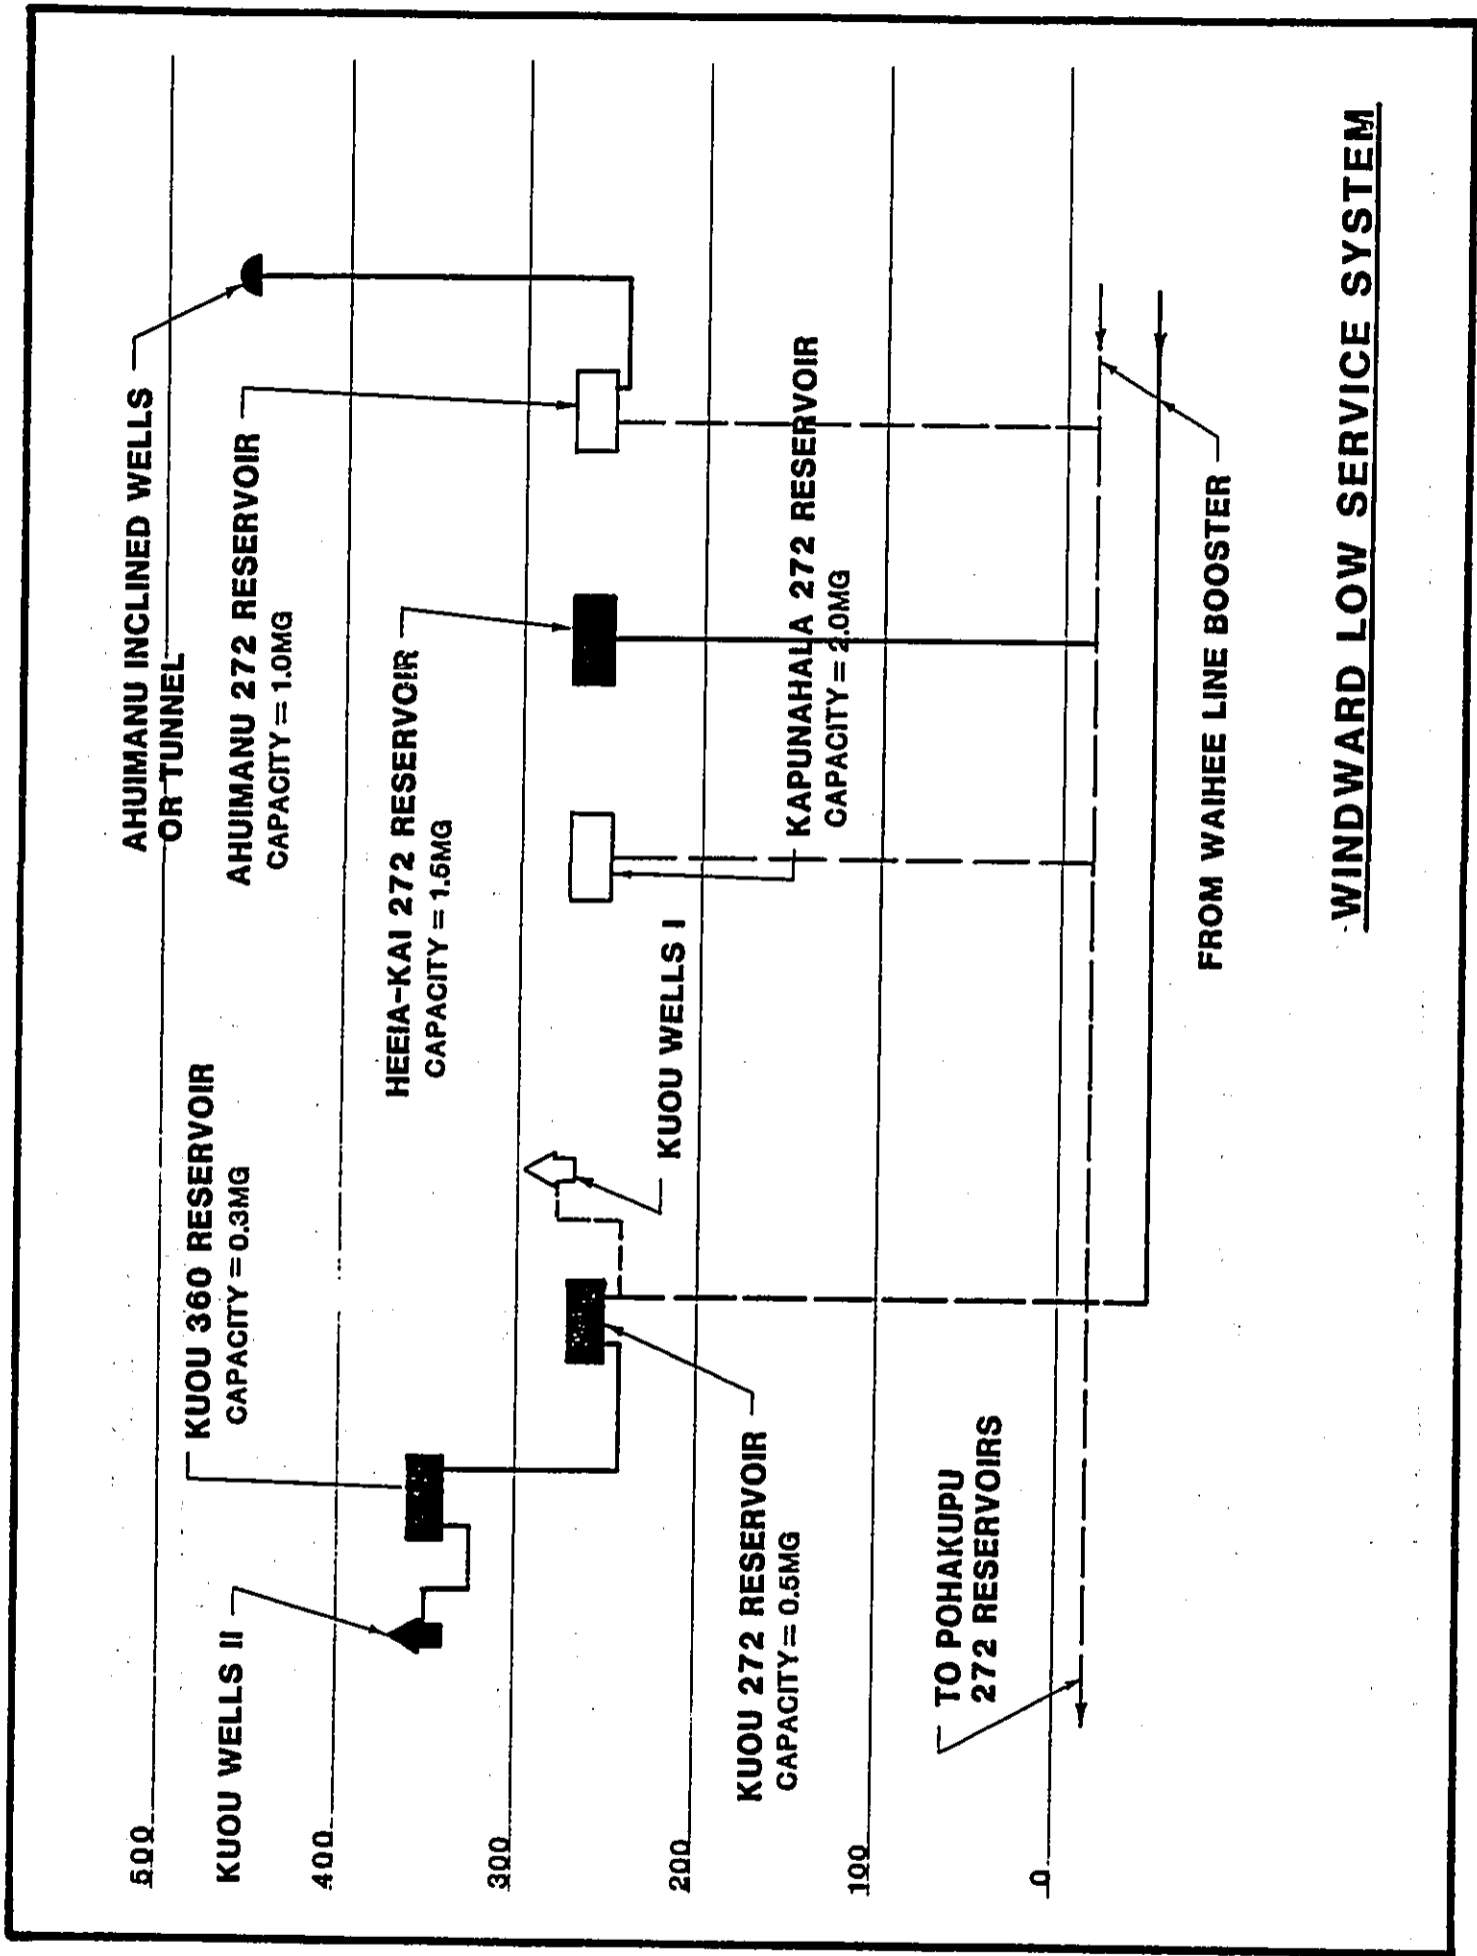 AHUIMANU INCLINED WELLS
OR TUNNEL
AHUIMANU 272 RESERVOIR
CAPACITY = 1.0MG
KUOU 360 RESERVOIR
CAPACITY = 0.3MG
HEEIA-KAI 272 RESERVOIR
CAPACITY = 1.5MG
KUOU WELLS II
KUOU WELLS I
KAPUNAHALA 272 RESERVOIR
CAPACITY = 2.0MG
KUOU 272 RESERVOIR
CAPACITY = 0.5MG
TO POHAKUPU
272 RESERVOIRS
FROM WAIHEE LINE BOOSTER
500
400
300
200
100
0
WINDWARD LOW SERVICE SYSTEM